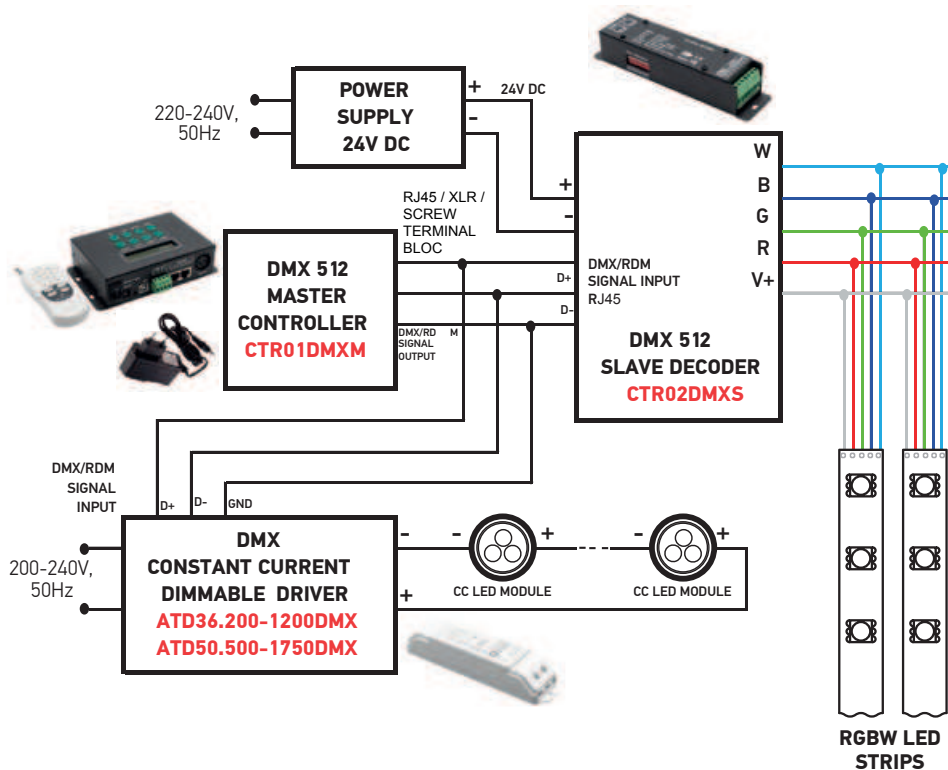 POWER
SUPPLY
24V DC
+
-
24V DC
220-240V,
50Hz
RJ45 / XLR /
SCREW
TERMINAL
BLOC
DMX 512
MASTER
CONTROLLER
CTR01DMXM
DMX/RD M
SIGNAL
OUTPUT
+
-
D+
D-
DMX/RDM
SIGNAL INPUT
RJ45
DMX 512
SLAVE DECODER
CTR02DMXS
W
B
G
R
V+
DMX/RDM
SIGNAL
INPUT
D+
D-
GND
200-240V,
50Hz
DMX
CONSTANT CURRENT
DIMMABLE DRIVER
ATD36.200-1200DMX
ATD50.500-1750DMX
-
+
-
+
-
+
CC LED MODULE
CC LED MODULE
RGBW LED
STRIPS